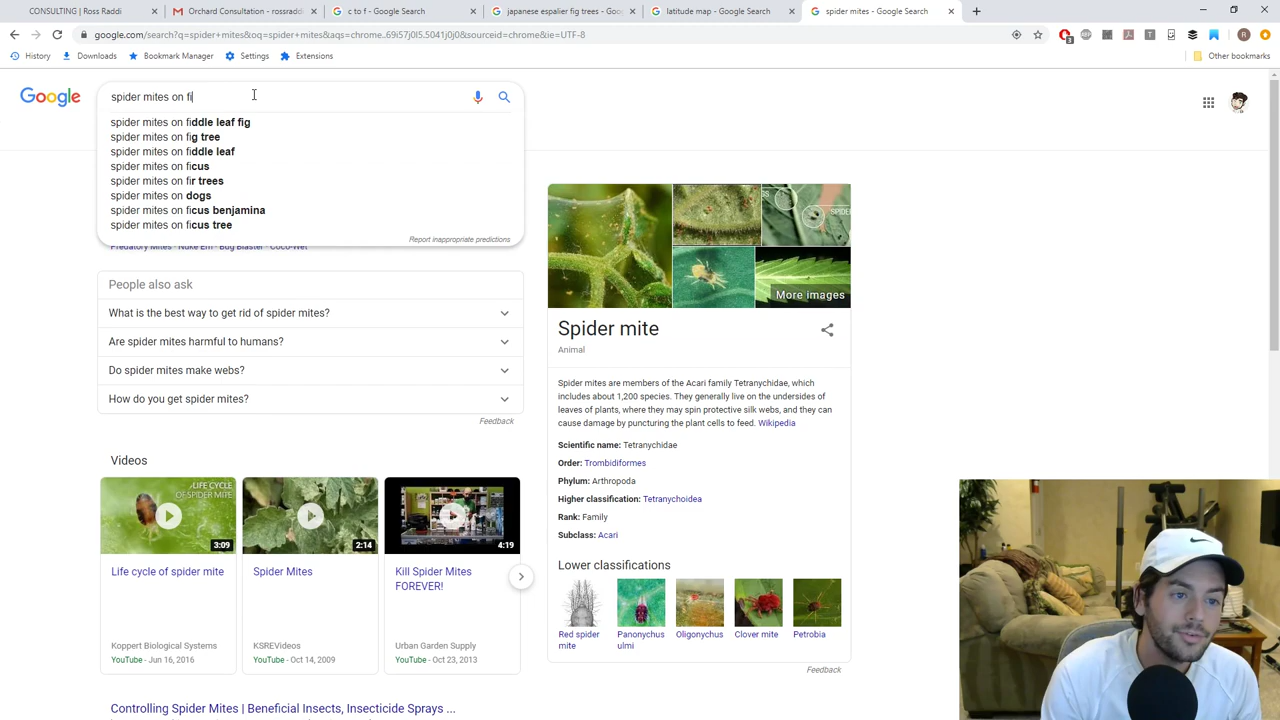 CONSULTING | Ross Raddi
Orchard Consultation - rossraddi
c to f - Google Search
japanese espalier fig trees - Goo
latitude map - Google Search
spider mites - Google Search
google.com/search?q=spider+mites&oq=spider+mites&aqs=chrome..69i57j0l5.5041j0j0&sourceid=chrome&ie=UTF-8
3
ABP
R
History
Downloads
Bookmark Manager
Settings
Extensions
Other bookmarks
Google
spider mites on fi
spider mites on fiddle leaf fig
spider mites on fig tree
spider mites on fiddle leaf
spider mites on ficus
spider mites on fir trees
spider mites on dogs
spider mites on ficus benjamina
spider mites on ficus tree
Report inappropriate predictions
Predatory Mites · Nuke Em · Bug Blaster · Coco-Wet
People also ask
What is the best way to get rid of spider mites?
Are spider mites harmful to humans?
Do spider mites make webs?
How do you get spider mites?
Feedback
Videos
LIFE CYCLE
OF SPIDER MITE
3:09
2:14
4:19
Life cycle of spider mite
Spider Mites
Kill Spider Mites
FOREVER!
Koppert Biological Systems
YouTube - Jun 16, 2016
KSREVideos
YouTube - Oct 14, 2009
Urban Garden Supply
YouTube - Oct 23, 2013
Controlling Spider Mites | Beneficial Insects, Insecticide Sprays ...
More images
Spider mite
Animal
Spider mites are members of the Acari family Tetranychidae, which
includes about 1,200 species. They generally live on the undersides of
leaves of plants, where they may spin protective silk webs, and they can
cause damage by puncturing the plant cells to feed. Wikipedia
Scientific name: Tetranychidae
Order: Trombidiformes
Phylum: Arthropoda
Higher classification: Tetranychoidea
Rank: Family
Subclass: Acari
Lower classifications
Red spider
mite
Panonychus
ulmi
Oligonychus
Clover mite
Petrobia
Feedback